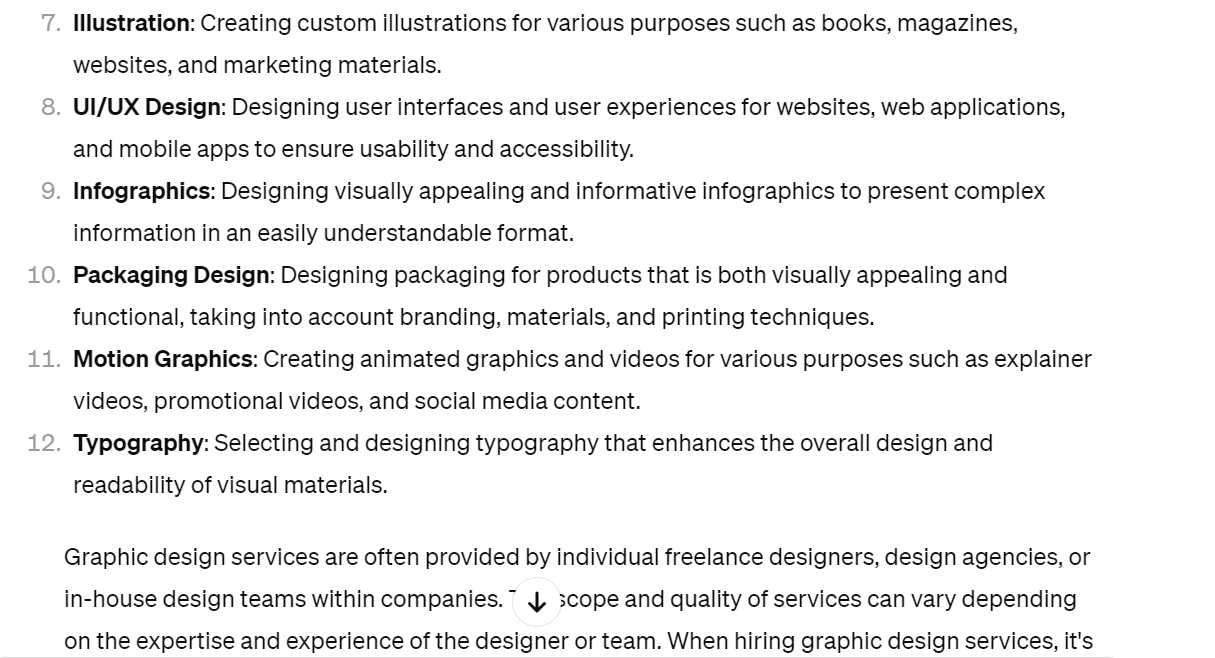 7. Illustration: Creating custom illustrations for various purposes such as books, magazines,
websites, and marketing materials.
8. UI/UX Design: Designing user interfaces and user experiences for websites, web applications,
and mobile apps to ensure usability and accessibility.
9. Infographics: Designing visually appealing and informative infographics to present complex
information in an easily understandable format.
10. Packaging Design: Designing packaging for products that is both visually appealing and
functional, taking into account branding, materials, and printing techniques.
11. Motion Graphics: Creating animated graphics and videos for various purposes such as explainer
videos, promotional videos, and social media content.
12. Typography: Selecting and designing typography that enhances the overall design and
readability of visual materials.
Graphic design services are often provided by individual freelance designers, design agencies, or
in-house design teams within companies. scope and quality of services can vary depending
on the expertise and experience of the designer or team. When hiring graphic design services, it's